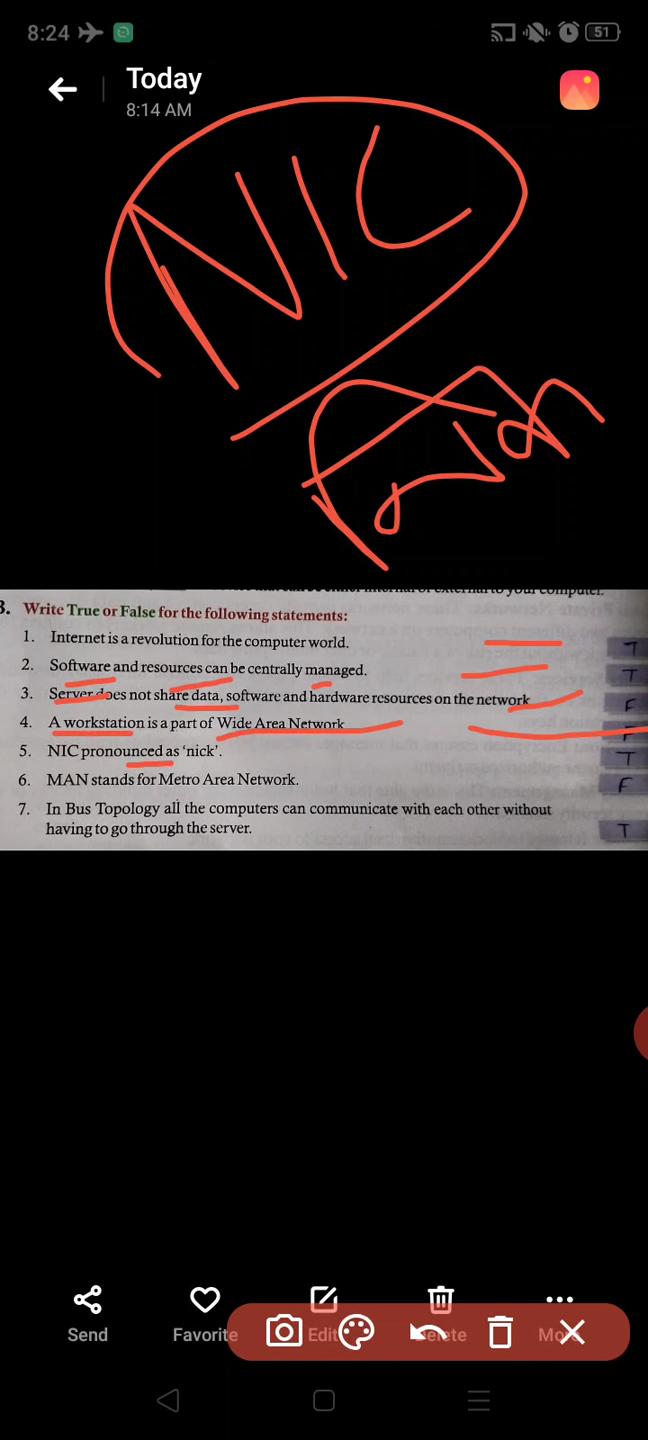 8:24
51
Today
8:14 AM
NIC
3. Write True or False for the following statements:
1. Internet is a revolution for the computer world. T
2. Software and resources can be centrally managed. T
3. Server does not share data, software and hardware resources on the network F
4. A workstation is a part of Wide Area Network F
5. NIC pronounced as ‘nick’. T
6. MAN stands for Metro Area Network. F
7. In Bus Topology all the computers can communicate with each other without
having to go through the server. T
Send Favorite Edit Delete More